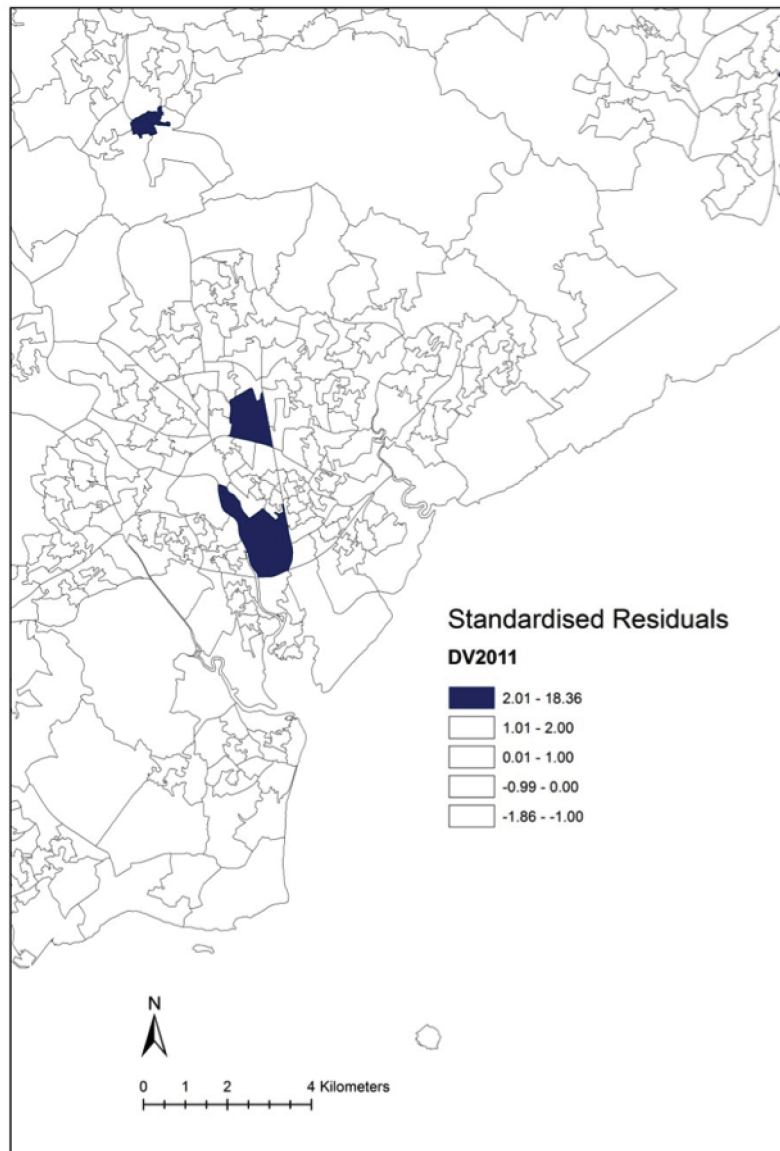 Standardised Residuals
DV2011
2.01 - 18.36
1.01 - 2.00
0.01 - 1.00
-0.99 - 0.00
-1.86 - -1.00
N
0 1 2 4 Kilometers